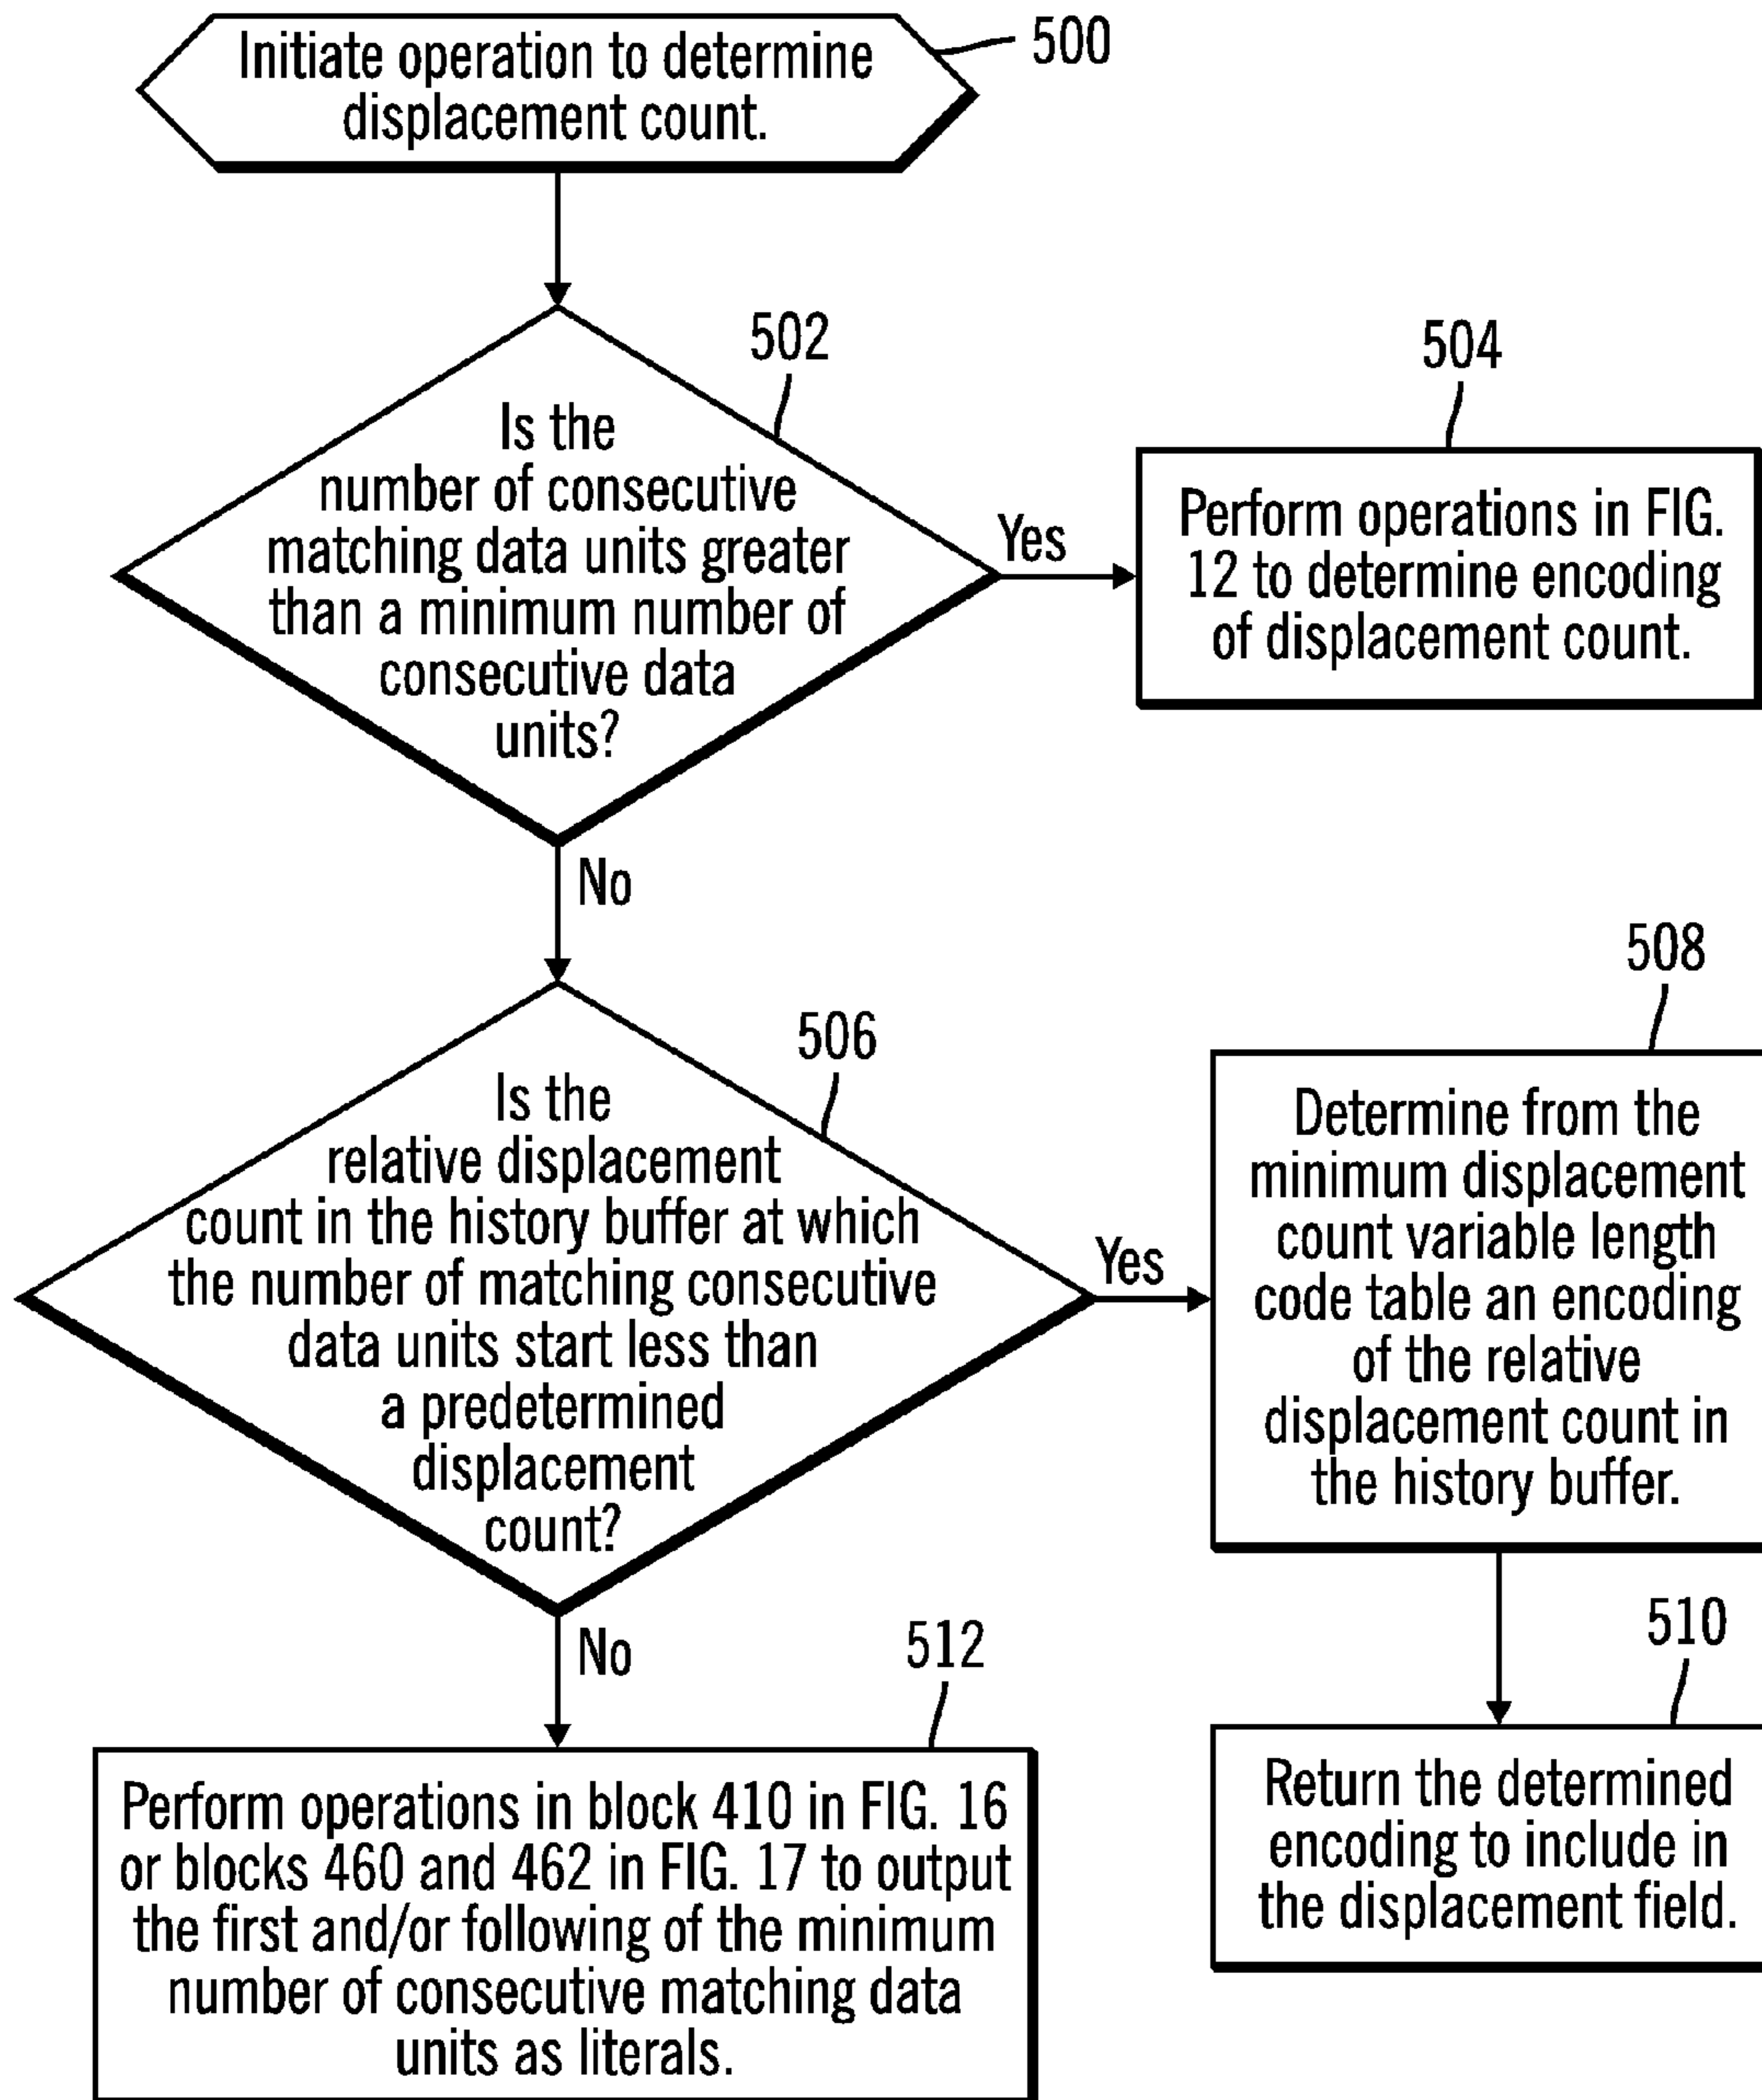 Initiate operation to determine
displacement count.
500
502
Is the
number of consecutive
matching data units greater
than a minimum number of
consecutive data
units?
Yes
504
Perform operations in FIG.
12 to determine encoding
of displacement count.
No
506
Is the
relative displacement
count in the history buffer at which
the number of matching consecutive
data units start less than
a predetermined
displacement
count?
Yes
508
Determine from the
minimum displacement
count variable length
code table an encoding
of the relative
displacement count in
the history buffer.
510
Return the determined
encoding to include in
the displacement field.
No
512
Perform operations in block 410 in FIG. 16
or blocks 460 and 462 in FIG. 17 to output
the first and/or following of the minimum
number of consecutive matching data
units as literals.